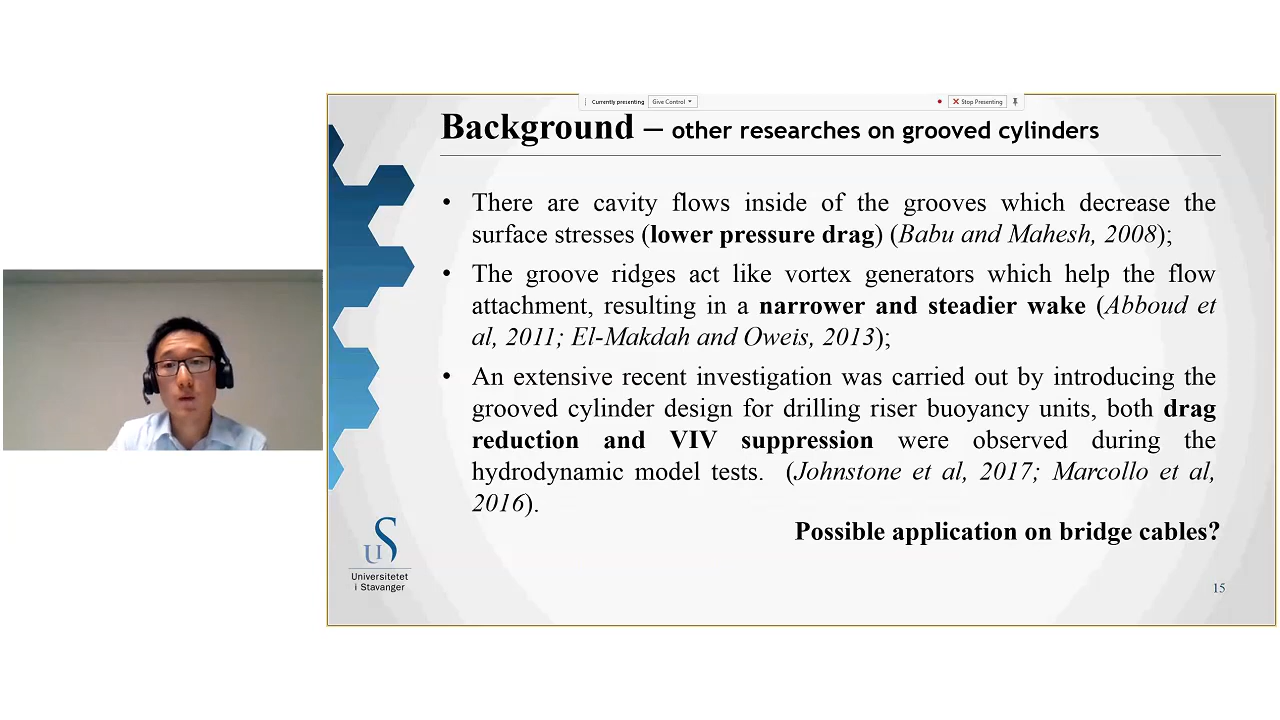 Currently presenting Give Control Stop Presenting
Background – other researches on grooved cylinders
• There are cavity flows inside of the grooves which decrease the
surface stresses (lower pressure drag) (Babu and Mahesh, 2008);
• The groove ridges act like vortex generators which help the flow
attachment, resulting in a narrower and steadier wake (Abboud et
al, 2011; El-Makdah and Oweis, 2013);
• An extensive recent investigation was carried out by introducing the
grooved cylinder design for drilling riser buoyancy units, both drag
reduction and VIV suppression were observed during the
hydrodynamic model tests. (Johnstone et al, 2017; Marcollo et al,
2016).
Possible application on bridge cables?
US
Universitetet
i Stavanger
15